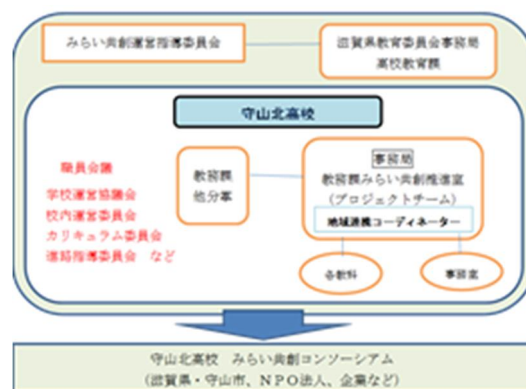 みらい共創運営指導委員会
滋賀県教育委員会事務局
高校教育課
守山北高校
職員会議
学校運営協議会
校内運営委員会
カリキュラム委員会
進路指導委員会 など
教務課
他分掌
事務局
教務課みらい共創推進室
（プロジェクトチーム）
地域連携コーディネーター
各教科
事務室
守山北高校 みらい共創コンソーシアム
（滋賀県・守山市、ＮＰＯ法人、企業など）